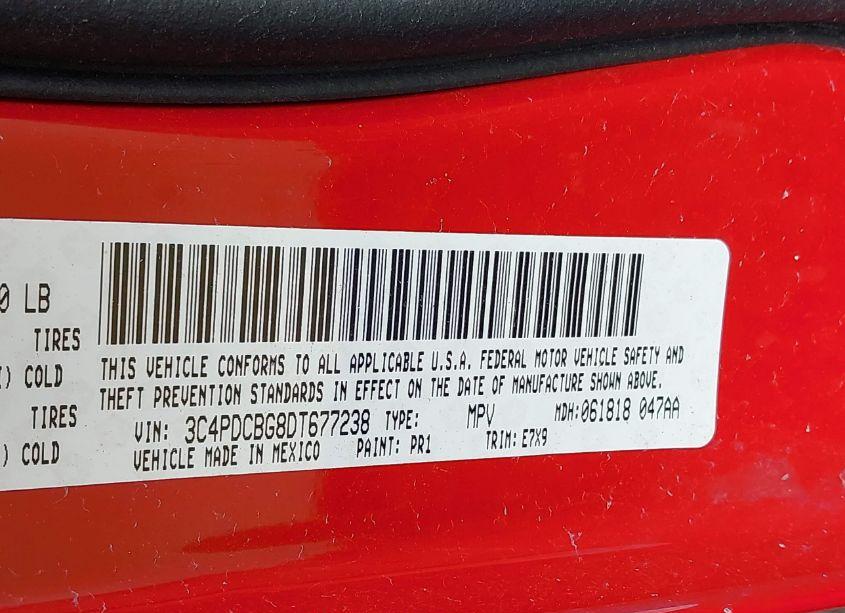 0 LB
TIRES
THIS VEHICLE CONFORMS TO ALL APPLICABLE U.S.A. FEDERAL MOTOR VEHICLE SAFETY AND
) COLD
THEFT PREVENTION STANDARDS IN EFFECT ON THE DATE OF MANUFACTURE SHOWN ABOVE.
TIRES
VIN: 3C4PDCBG8DT677238 TYPE: MPV MDH:061818 047AA
) COLD
VEHICLE MADE IN MEXICO PAINT: PR1 TRIM: E7X9